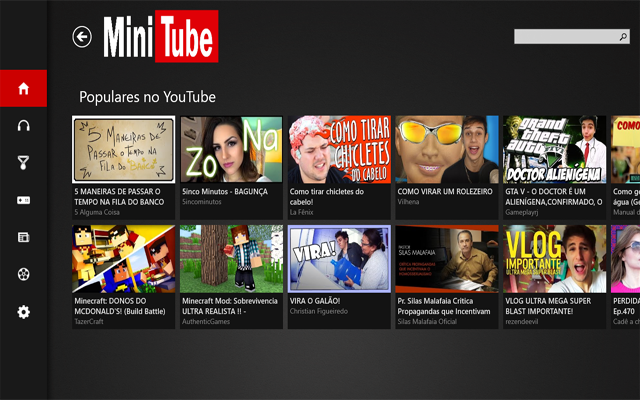 Mini Tube
Populares no YouTube
5 MANEIRAS DE
PASSAR O TEMPO NA
FILA DO BANCO
5 MANEIRAS DE PASSAR O
TEMPO NA FILA DO BANCO
5 Alguma Coisa
Zo Na
5inco Minutos - BAGUNÇA
5incominutos
COMO TIRAR
CHICLETES
DO CABELO
Como tirar chicletes do
cabelo!
La Fênix
COMO VIRAR UM ROLEZEIRO
Vilhena
grand
theft
auto V
DOCTOR ALIENÍGENA
GTA V - O DOCTOR É UM
ALIENÍGENA,CONFIRMADO, O
Gameplayrj
COMO
Como ge
água (Ge
Manual d
Minecraft: DONOS DO
MCDONALD'S! (Build Battle)
TazerCraft
Minecraft Mod: Sobrevivencia
ULTRA REALISTA !! -
AuthenticGames
VIRA!
VIRA O GALÃO!
Christian Figueiredo
PASTOR
SILAS MALAFAIA
Pr. Silas Malafaia Critica
Propagandas que Incentivam
Silas Malafaia Oficial
VLOG
IMPORTANTE
ULTRA MEGA SUPER BLAST
VLOG ULTRA MEGA SUPER
BLAST IMPORTANTE!
rezendeevil
PERDIDA
Ep.470
Cadê a ch